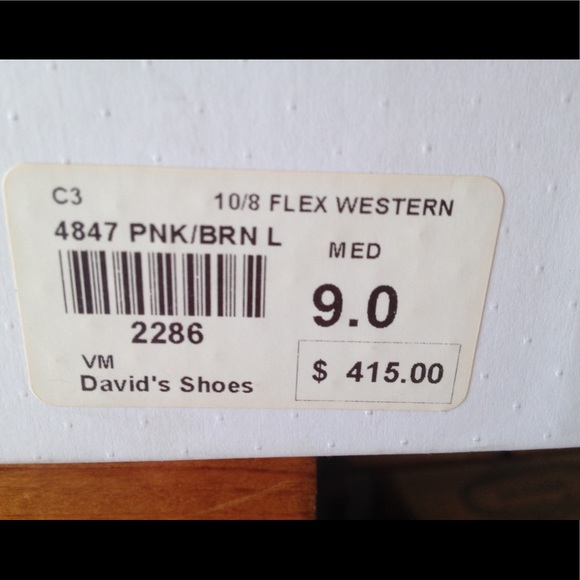 C3 10/8 FLEX WESTERN
4847 PNK/BRN L
MED
9.0
2286
VM
David's Shoes
$ 415.00